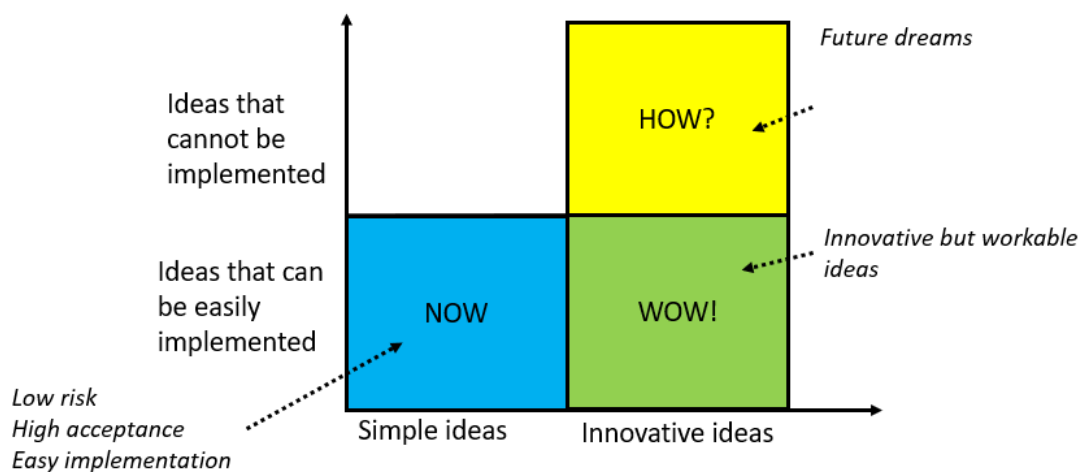 Future dreams
Ideas that
cannot be
implemented
HOW?
Innovative but workable
ideas
Ideas that can
be easily
implemented
NOW
WOW!
Low risk
High acceptance
Easy implementation
Simple ideas
Innovative ideas